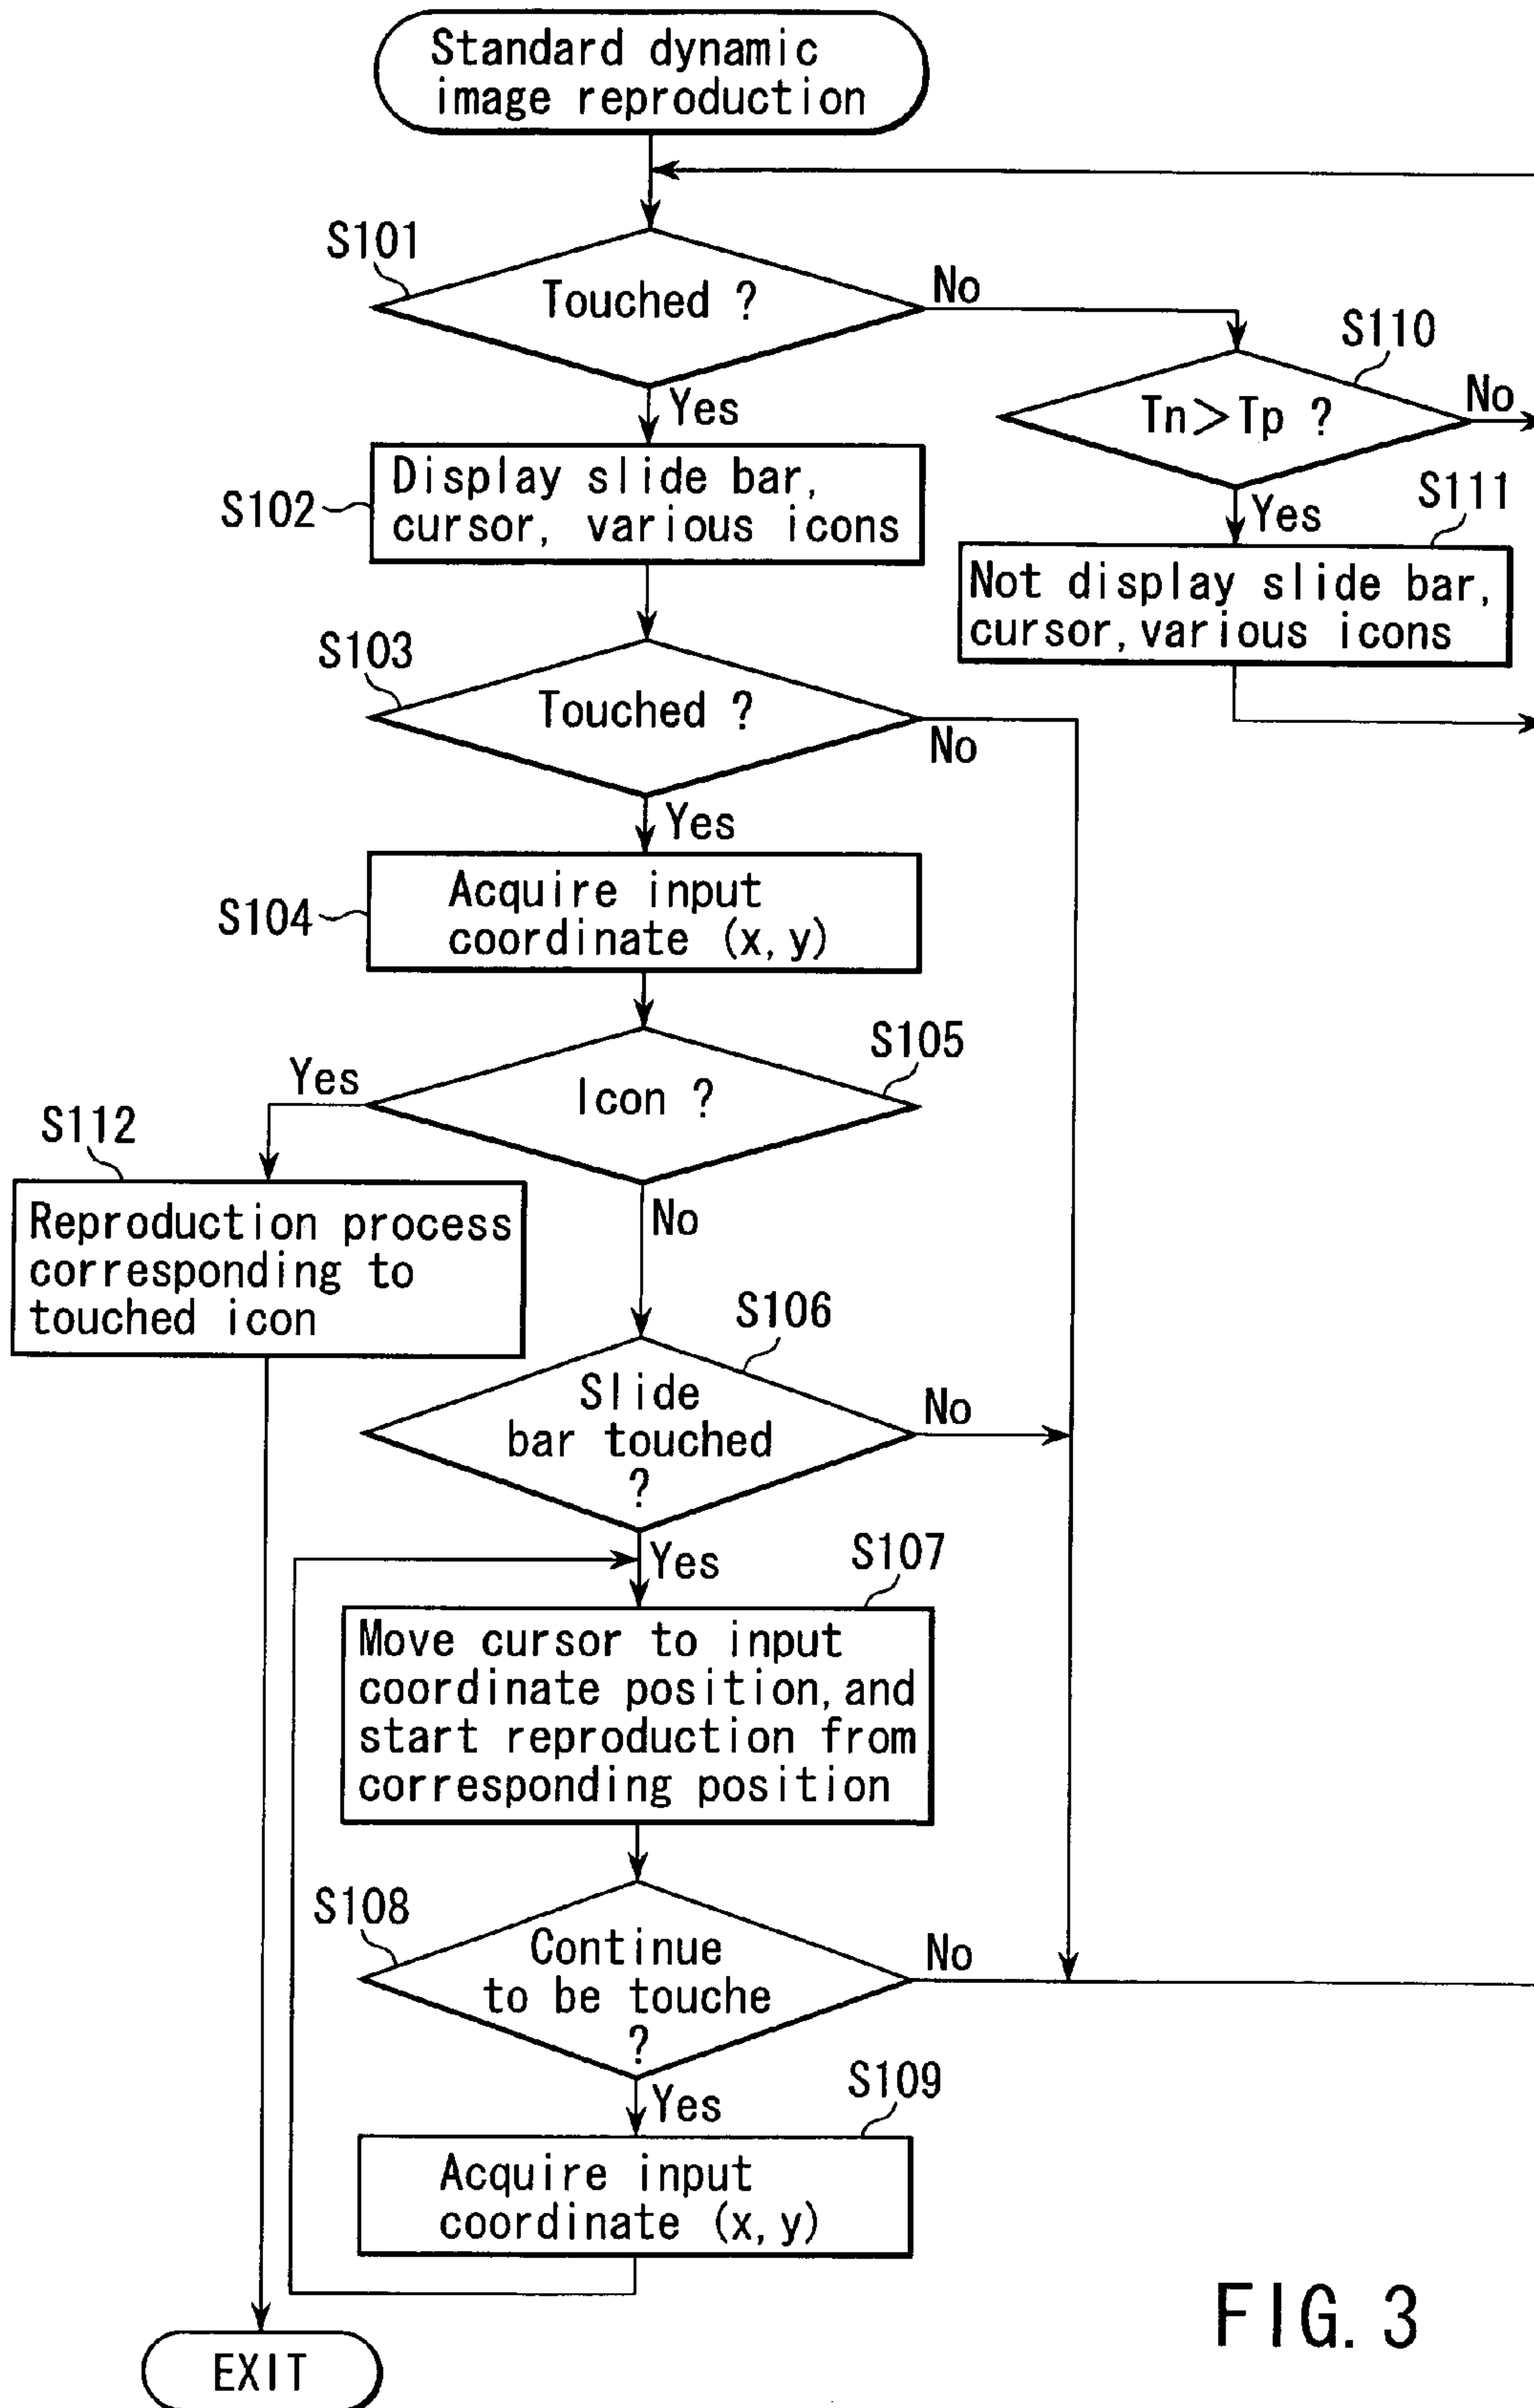 Standard dynamic
image reproduction
S101
Touched ?
No
Yes
S110
Tn>Tp ?
No
Yes
S102
Display slide bar,
cursor, various icons
S111
Not display slide bar,
cursor, various icons
S103
Touched ?
No
Yes
S104
Acquire input
coordinate (x, y)
S105
Icon ?
Yes
No
S112
Reproduction process
corresponding to
touched icon
S106
Slide
bar touched
?
No
Yes
S107
Move cursor to input
coordinate position, and
start reproduction from
corresponding position
S108
Continue
to be touche
?
No
Yes
S109
Acquire input
coordinate (x, y)
EXIT
FIG. 3